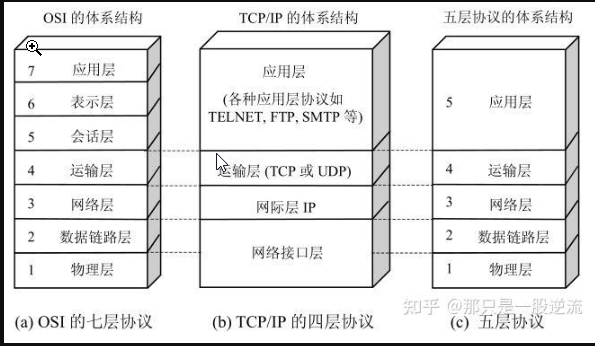 OSI 的体系结构
TCP/IP 的体系结构
五层协议的体系结构
7 应用层
6 表示层
5 会话层
4 运输层
3 网络层
2 数据链路层
1 物理层
应用层
(各种应用层协议如
TELNET, FTP, SMTP 等)
运输层 (TCP 或 UDP)
网际层 IP
网络接口层
5 应用层
4 运输层
3 网络层
2 数据链路层
1 物理层
知乎 @那只是一股逆流
(a) OSI 的七层协议
(b) TCP/IP 的四层协议
(c) 五层协议